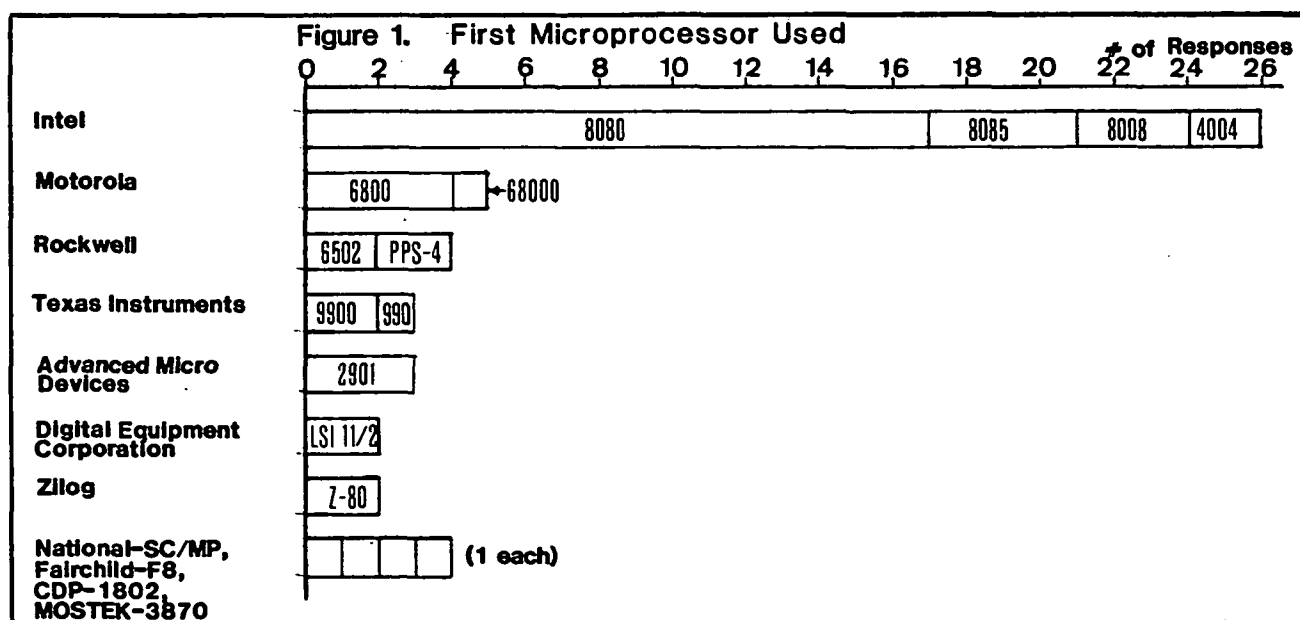 Figure 1. First Microprocessor Used
# of Responses
0 2 4 6 8 10 12 14 16 18 20 22 24 26
Intel
8080 8085 8008 4004
Motorola
6800 68000
Rockwell
6502 PPS-4
Texas Instruments
9900 990
Advanced Micro
Devices
2901
Digital Equipment
Corporation
LSI 11/2
Zilog
Z-80
National-SC/MP,
Fairchild-F8,
CDP-1802,
MOSTEK-3870
(1 each)